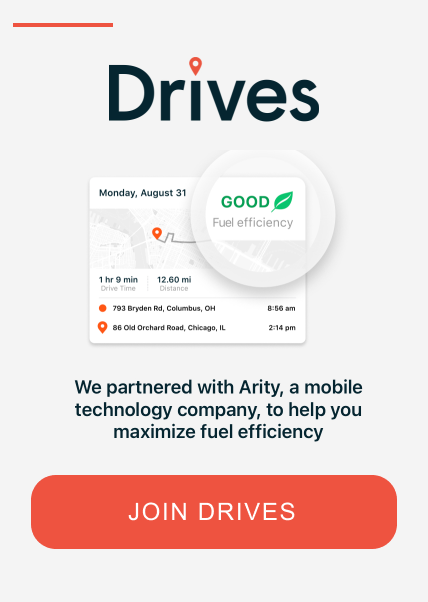 Drives
Monday, August 31
GOOD
Fuel efficiency
1 hr 9 min 12.60 mi
Drive Time Distance
793 Bryden Rd, Columbus, OH 8:56 am
86 Old Orchard Road, Chicago, IL 2:14 pm
We partnered with Arity, a mobile
technology company, to help you
maximize fuel efficiency
JOIN DRIVES